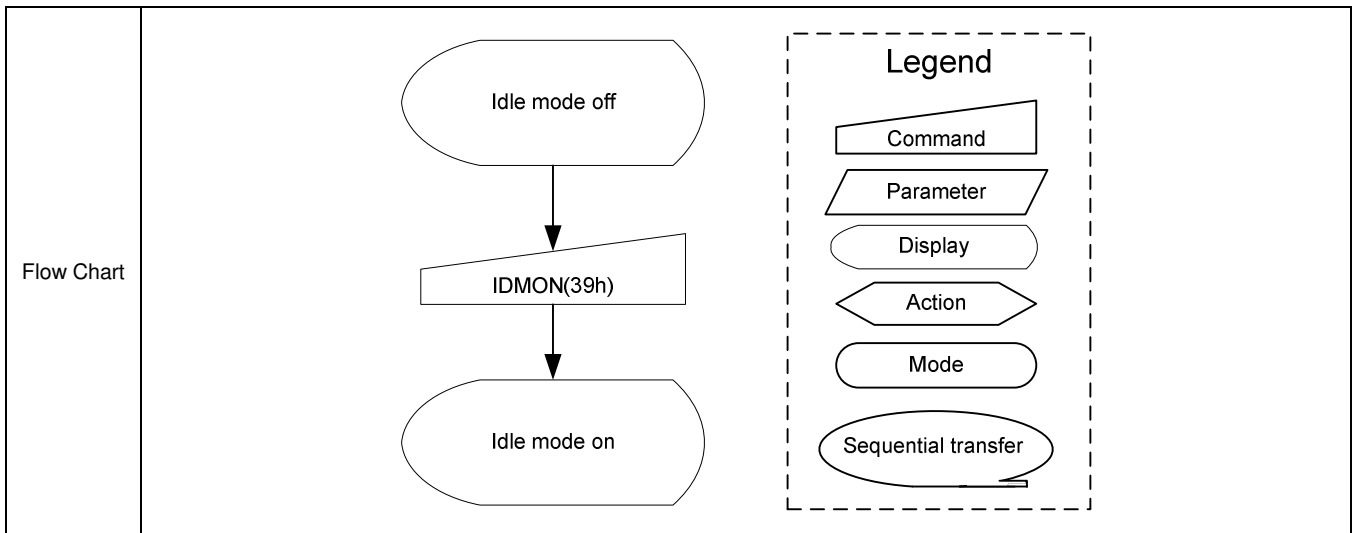 Flow Chart
Idle mode off
IDMON(39h)
Idle mode on
Legend
Command
Parameter
Display
Action
Mode
Sequential transfer